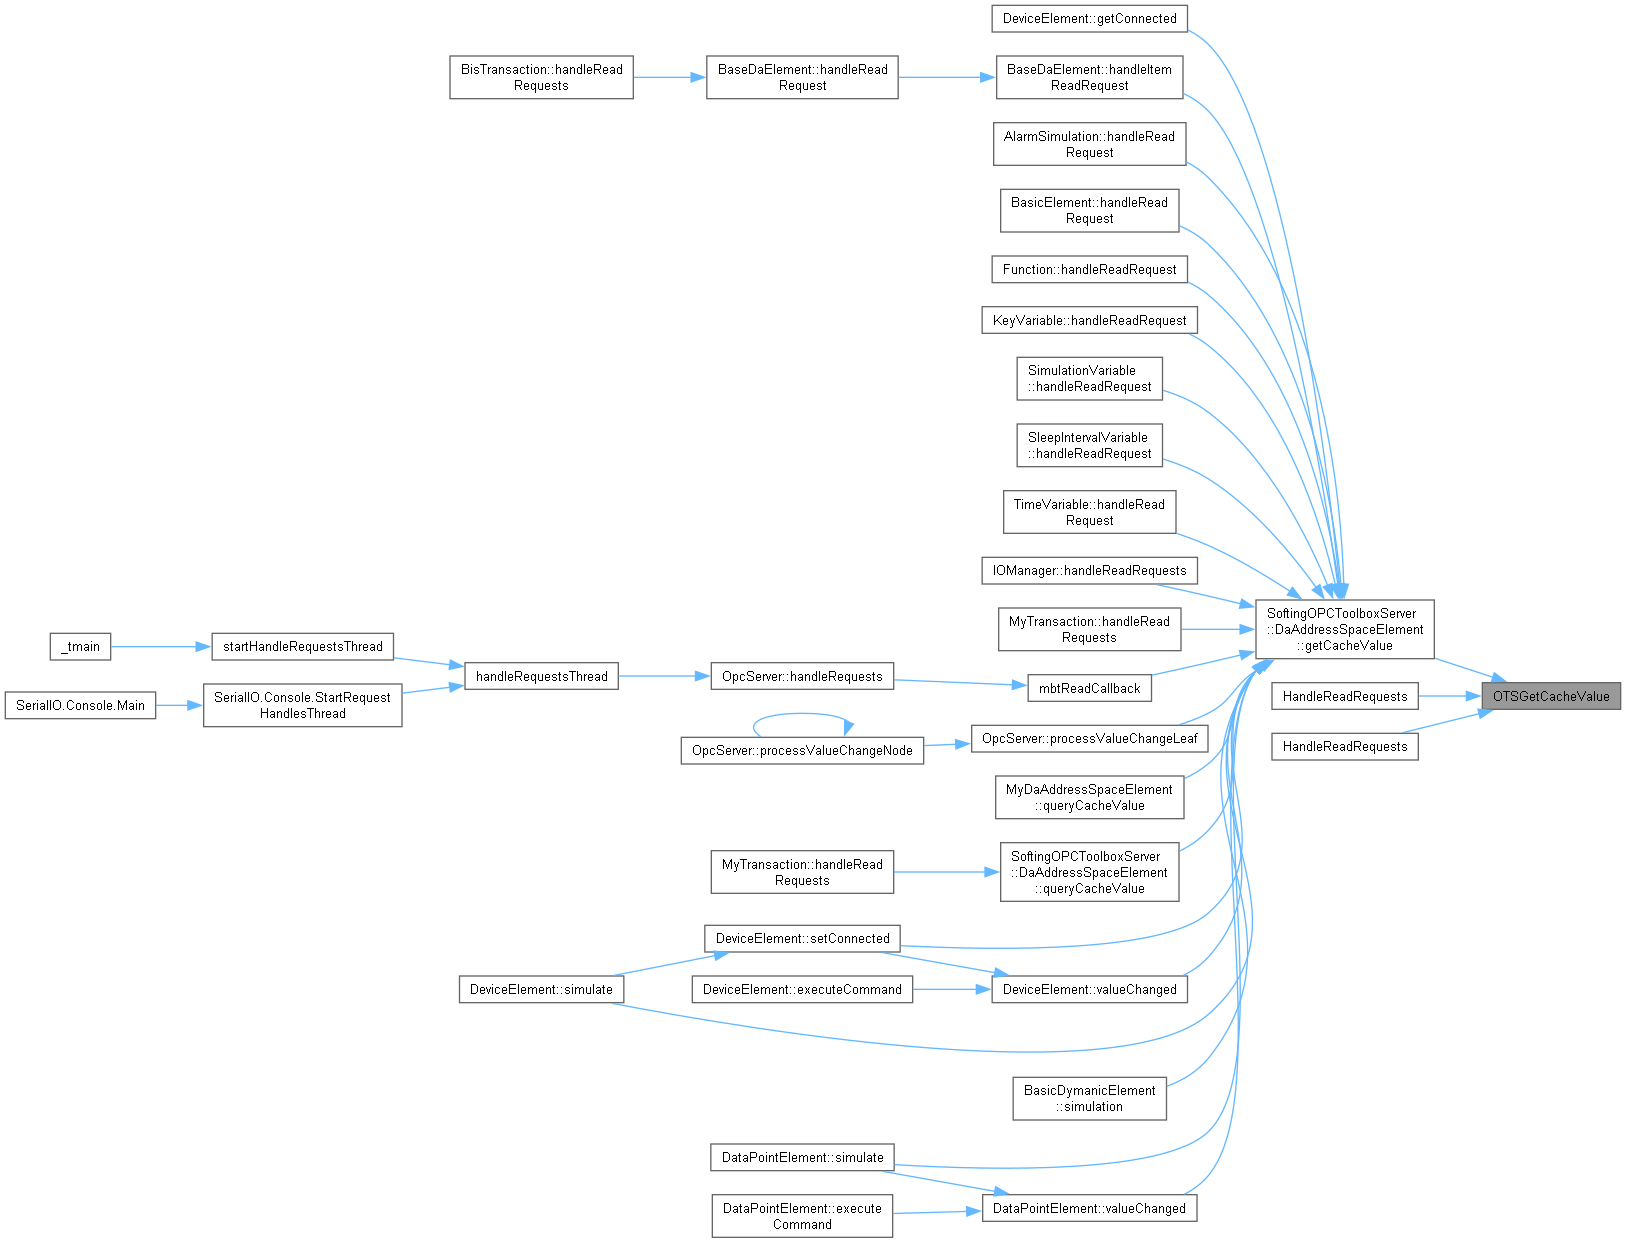 DeviceElement::getConnected
BisTransaction::handleRead
Requests
BaseDaElement::handleRead
Request
BaseDaElement::handleItem
ReadRequest
AlarmSimulation::handleRead
Request
BasicElement::handleRead
Request
Function::handleReadRequest
KeyVariable::handleReadRequest
SimulationVariable
::handleReadRequest
SleepIntervalVariable
::handleReadRequest
TimeVariable::handleRead
Request
IOManager::handleReadRequests
SoftingOPCToolboxServer
::DaAddressSpaceElement
::getCacheValue
MyTransaction::handleRead
Requests
_tmain
startHandleRequestsThread
handleRequestsThread
OpcServer::handleRequests
mbtReadCallback
OTSGetCacheValue
HandleReadRequests
SerialIO.Console.Main
SerialIO.Console.StartRequest
HandlesThread
OpcServer::processValueChangeNode
OpcServer::processValueChangeLeaf
HandleReadRequests
MyDaAddressSpaceElement
::queryCacheValue
MyTransaction::handleRead
Requests
SoftingOPCToolboxServer
::DaAddressSpaceElement
::queryCacheValue
DeviceElement::setConnected
DeviceElement::simulate
DeviceElement::executeCommand
DeviceElement::valueChanged
BasicDymanicElement
::simulation
DataPointElement::simulate
DataPointElement::execute
Command
DataPointElement::valueChanged